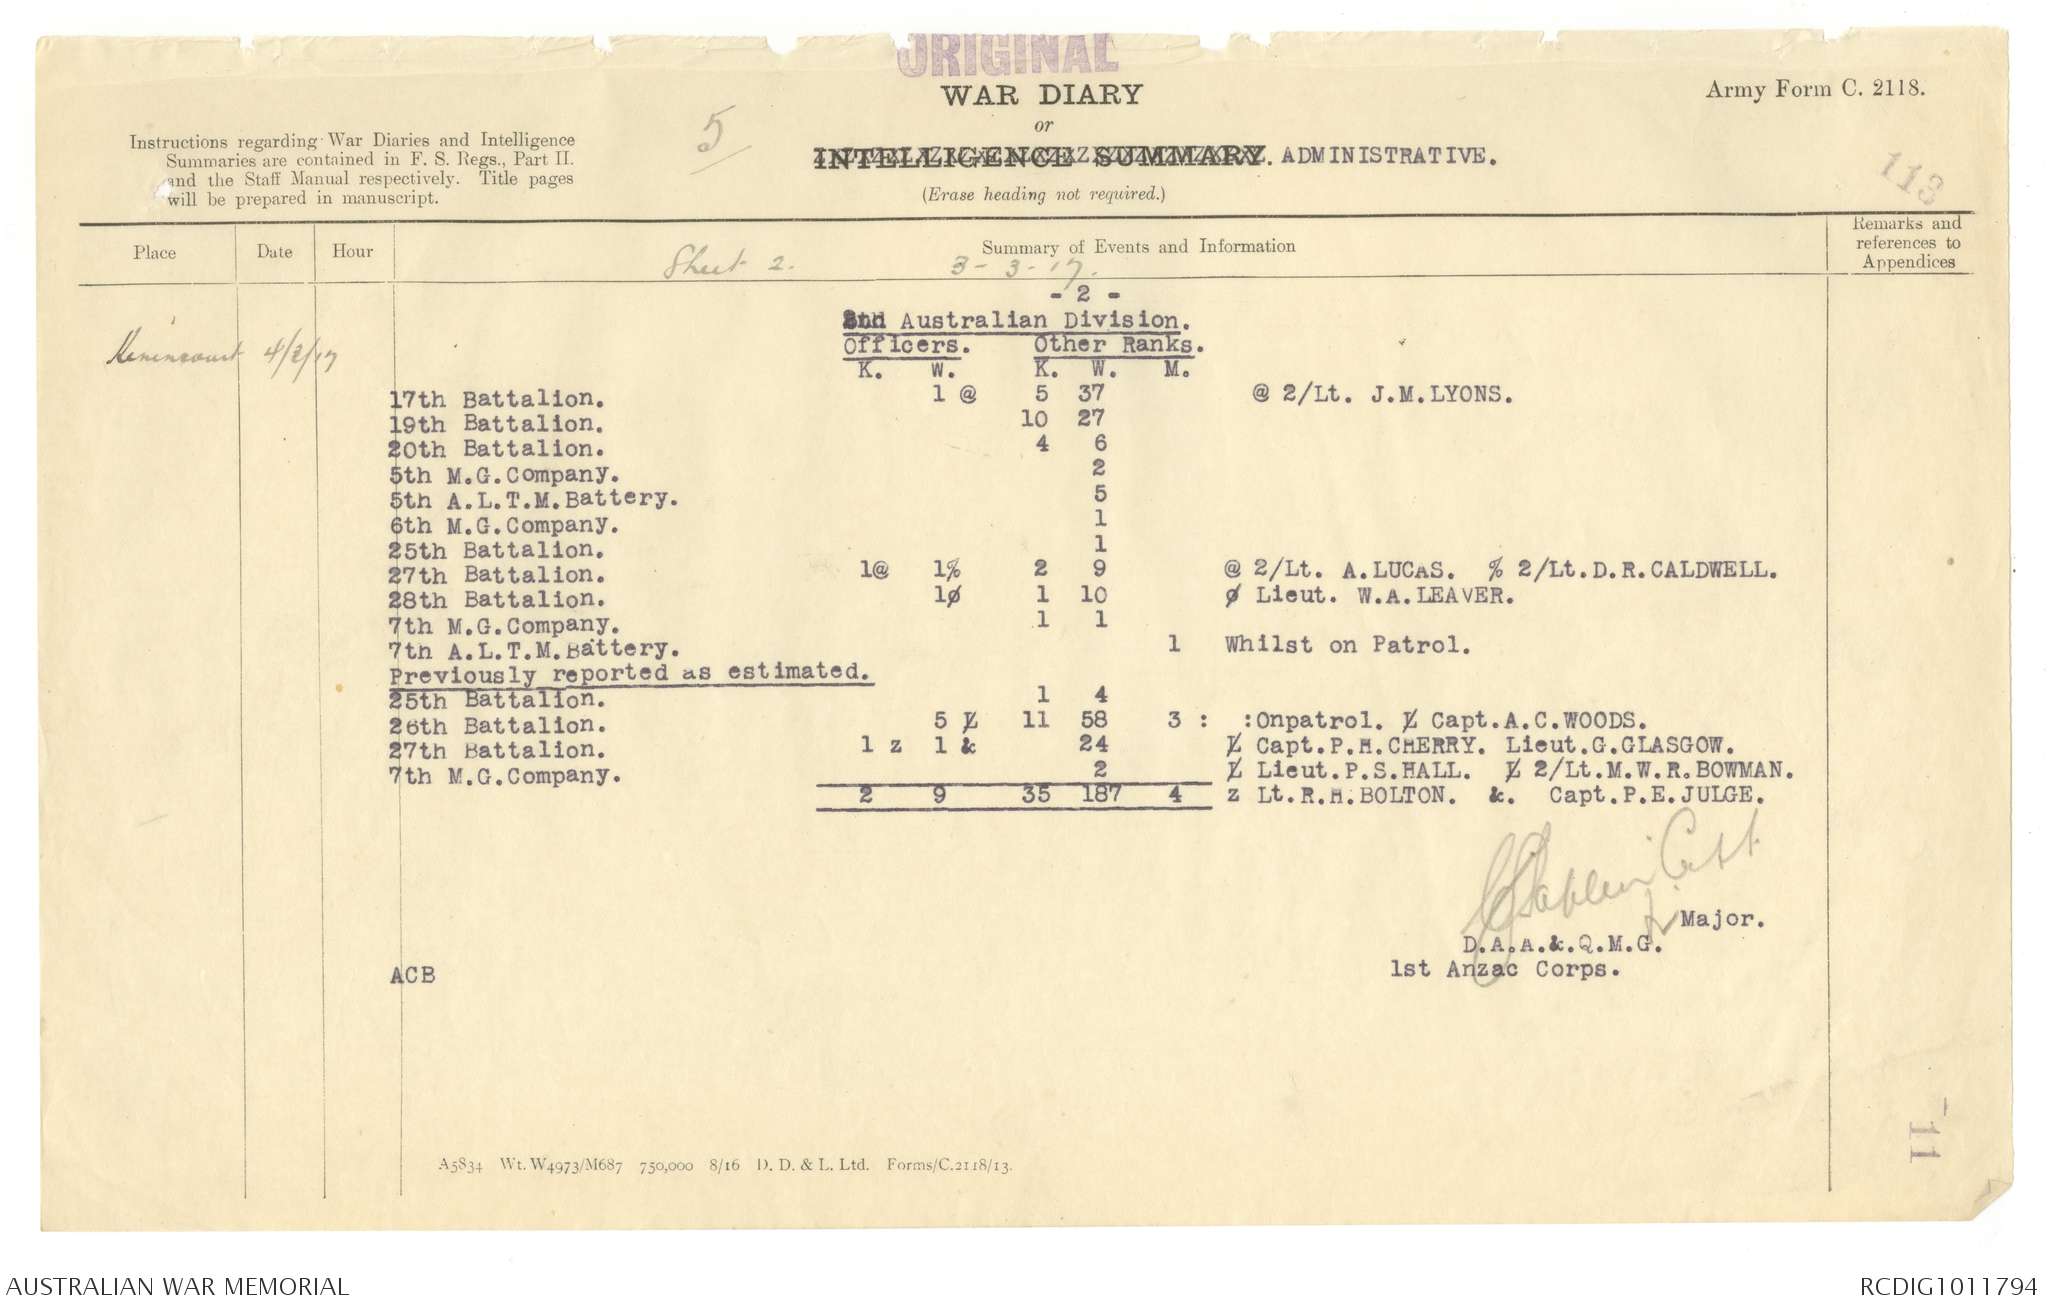 ORIGINAL
WAR DIARY
or
INTELLIGENCE SUMMARY. ADMINISTRATIVE.
(Erase heading not required.)
Army Form C. 2118.
Instructions regarding War Diaries and Intelligence
Summaries are contained in F. S. Regs., Part II.
and the Staff Manual respectively. Title pages
will be prepared in manuscript.
5
113
Place Date Hour Summary of Events and Information Remarks and references to Appendices
Sheet 2. 3-3-17.
- 2 -
4/3/17
2nd Australian Division.
Officers. Other Ranks.
K. W. K. W. M.
17th Battalion. 1 @ 5 37 @ 2/Lt. J.M.LYONS.
19th Battalion. 10 27
20th Battalion. 4 6
5th M.G.Company. 2
5th A.L.T.M.Battery. 5
6th M.G.Company. 1
25th Battalion. 1
27th Battalion. 1@ 1% 2 9 @ 2/Lt. A.LUCAS. % 2/Lt.D.R.CALDWELL.
28th Battalion. 1ø 1 10 ø Lieut. W.A.LEAVER.
7th M.G.Company. 1 1
7th A.L.T.M.Battery. 1 Whilst on Patrol.
Previously reported as estimated.
25th Battalion. 1 4
26th Battalion. 5 Ɀ 11 58 3 : :Onpatrol. Ɀ Capt.A.C.WOODS.
27th Battalion. 1 z 1 & 24 Ɀ Capt.P.H.CHERRY. Lieut.G.GLASGOW.
7th M.G.Company. 2 Ɀ Lieut.P.S.HALL. Ɀ 2/Lt.M.W.R.BOWMAN.
2 9 35 187 4 z Lt.R.H.BOLTON. &. Capt.P.E.JULGE.
Capt
Major.
D.A.A.&.Q.M.G.
1st Anzac Corps.
ACB
A5834 Wt. W4973/M687 750,000 8/16 D. D. & L. Ltd. Forms/C.2118/13.
11
AUSTRALIAN WAR MEMORIAL
RCDIG1011794